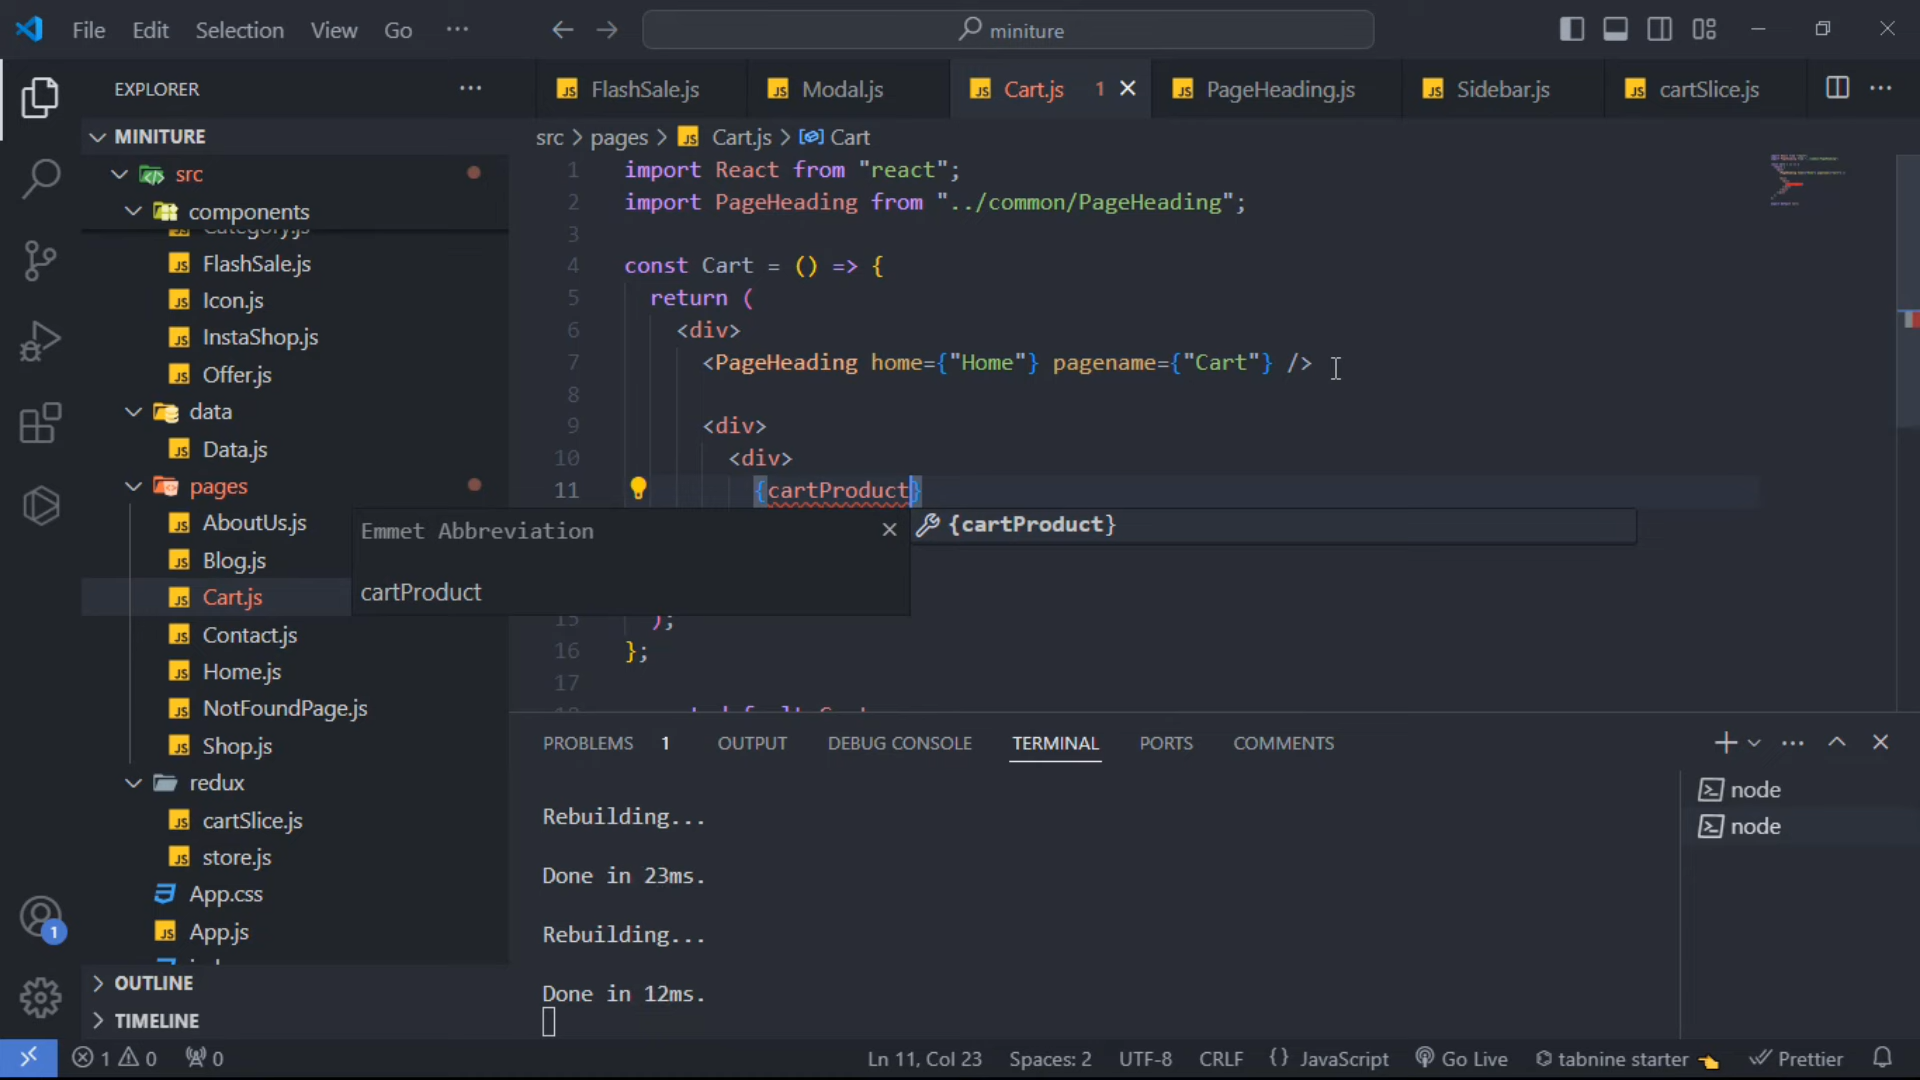 File Edit Selection View Go ···
miniture
EXPLORER
FlashSale.js
Modal.js
Cart.js 1
PageHeading.js
Sidebar.js
cartSlice.js
MINITURE
src
components
Category.js
FlashSale.js
Icon.js
InstaShop.js
Offer.js
data
Data.js
pages
AboutUs.js
Blog.js
Cart.js
Contact.js
Home.js
NotFoundPage.js
Shop.js
redux
cartSlice.js
store.js
App.css
App.js
OUTLINE
TIMELINE
src > pages > Cart.js > Cart
1 import React from "react";
2 import PageHeading from "../common/PageHeading";
3
4 const Cart = () => {
5 return (
6 <div>
7 <PageHeading home={"Home"} pagename={"Cart"} />
8
9 <div>
10 <div>
11 {cartProduct}
Emmet Abbreviation
cartProduct
{cartProduct}
15 );
16 };
17
PROBLEMS 1 OUTPUT DEBUG CONSOLE TERMINAL PORTS COMMENTS
Rebuilding...
Done in 23ms.
Rebuilding...
Done in 12ms.
node
node
1
1 0 0 Ln 11, Col 23 Spaces: 2 UTF-8 CRLF {} JavaScript Go Live tabnine starter Prettier